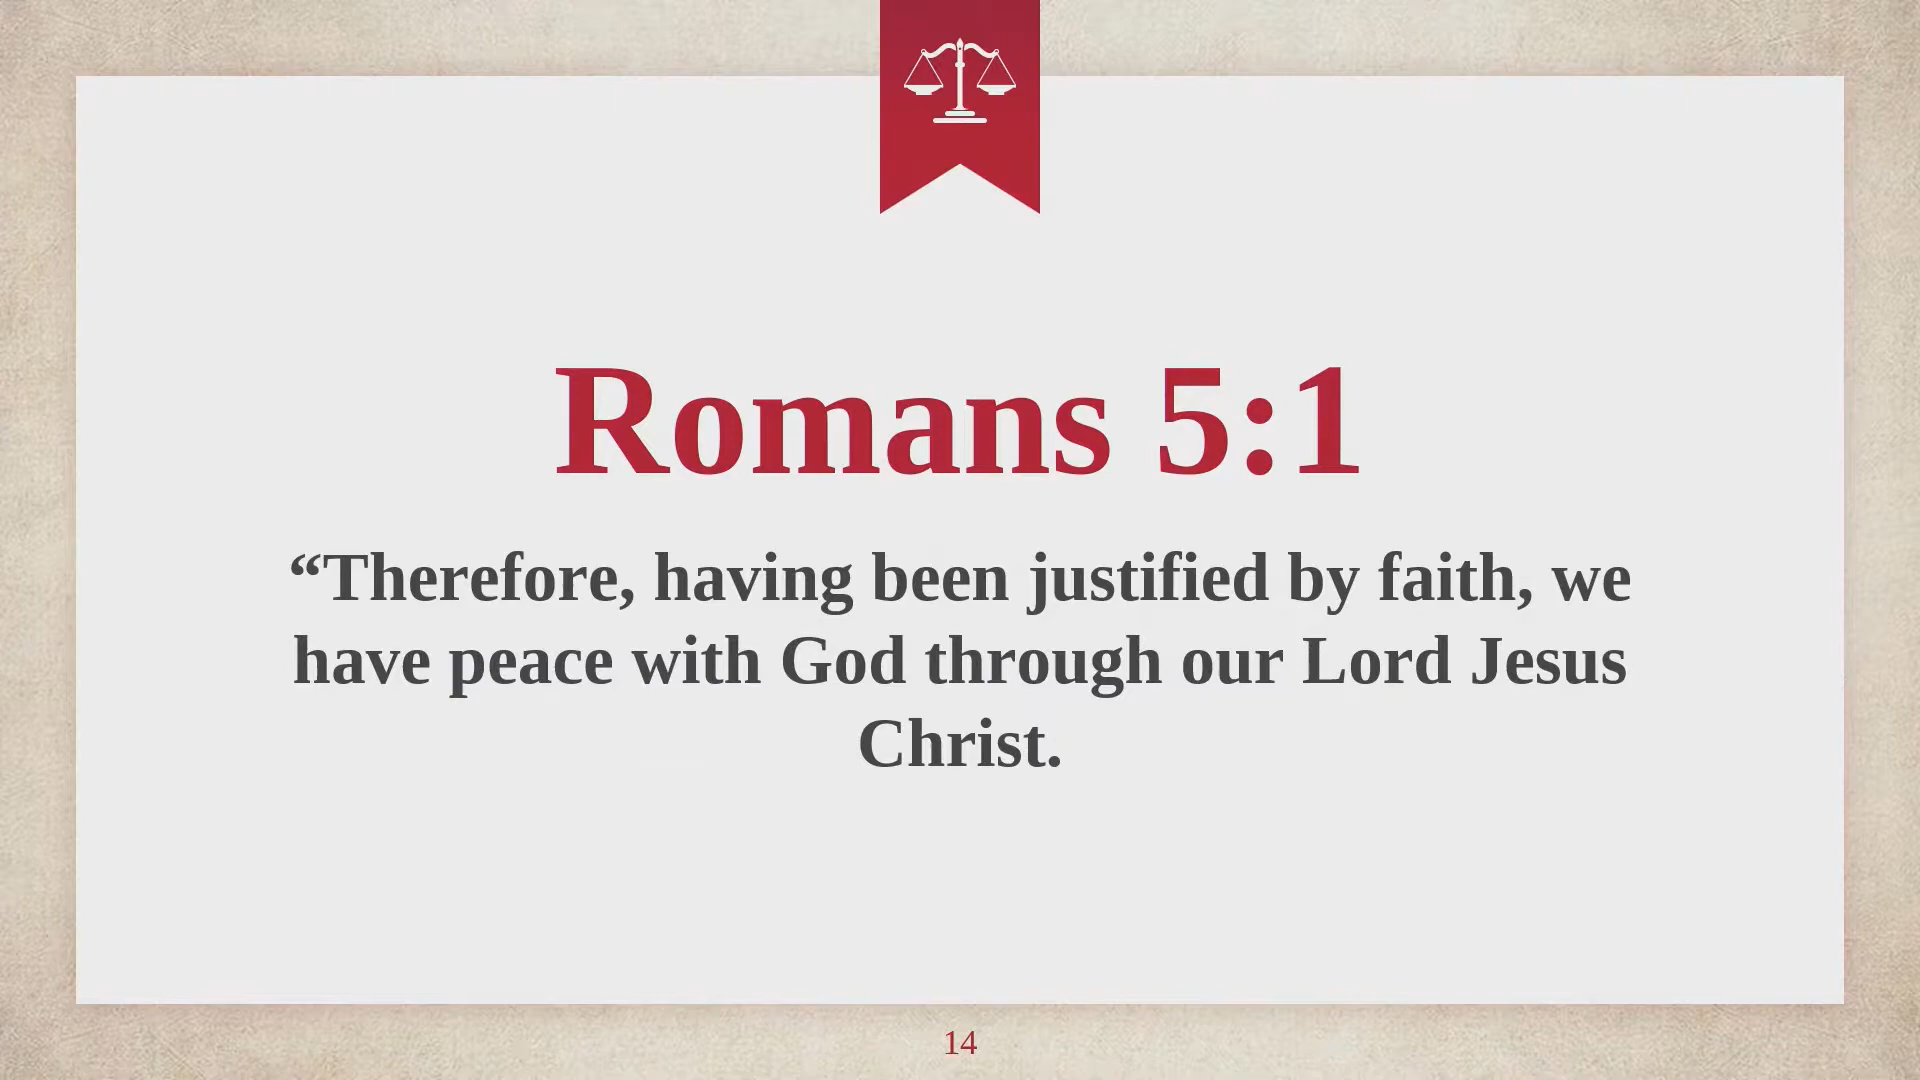 Romans 5:1
“Therefore, having been justified by faith, we
have peace with God through our Lord Jesus
Christ.
14